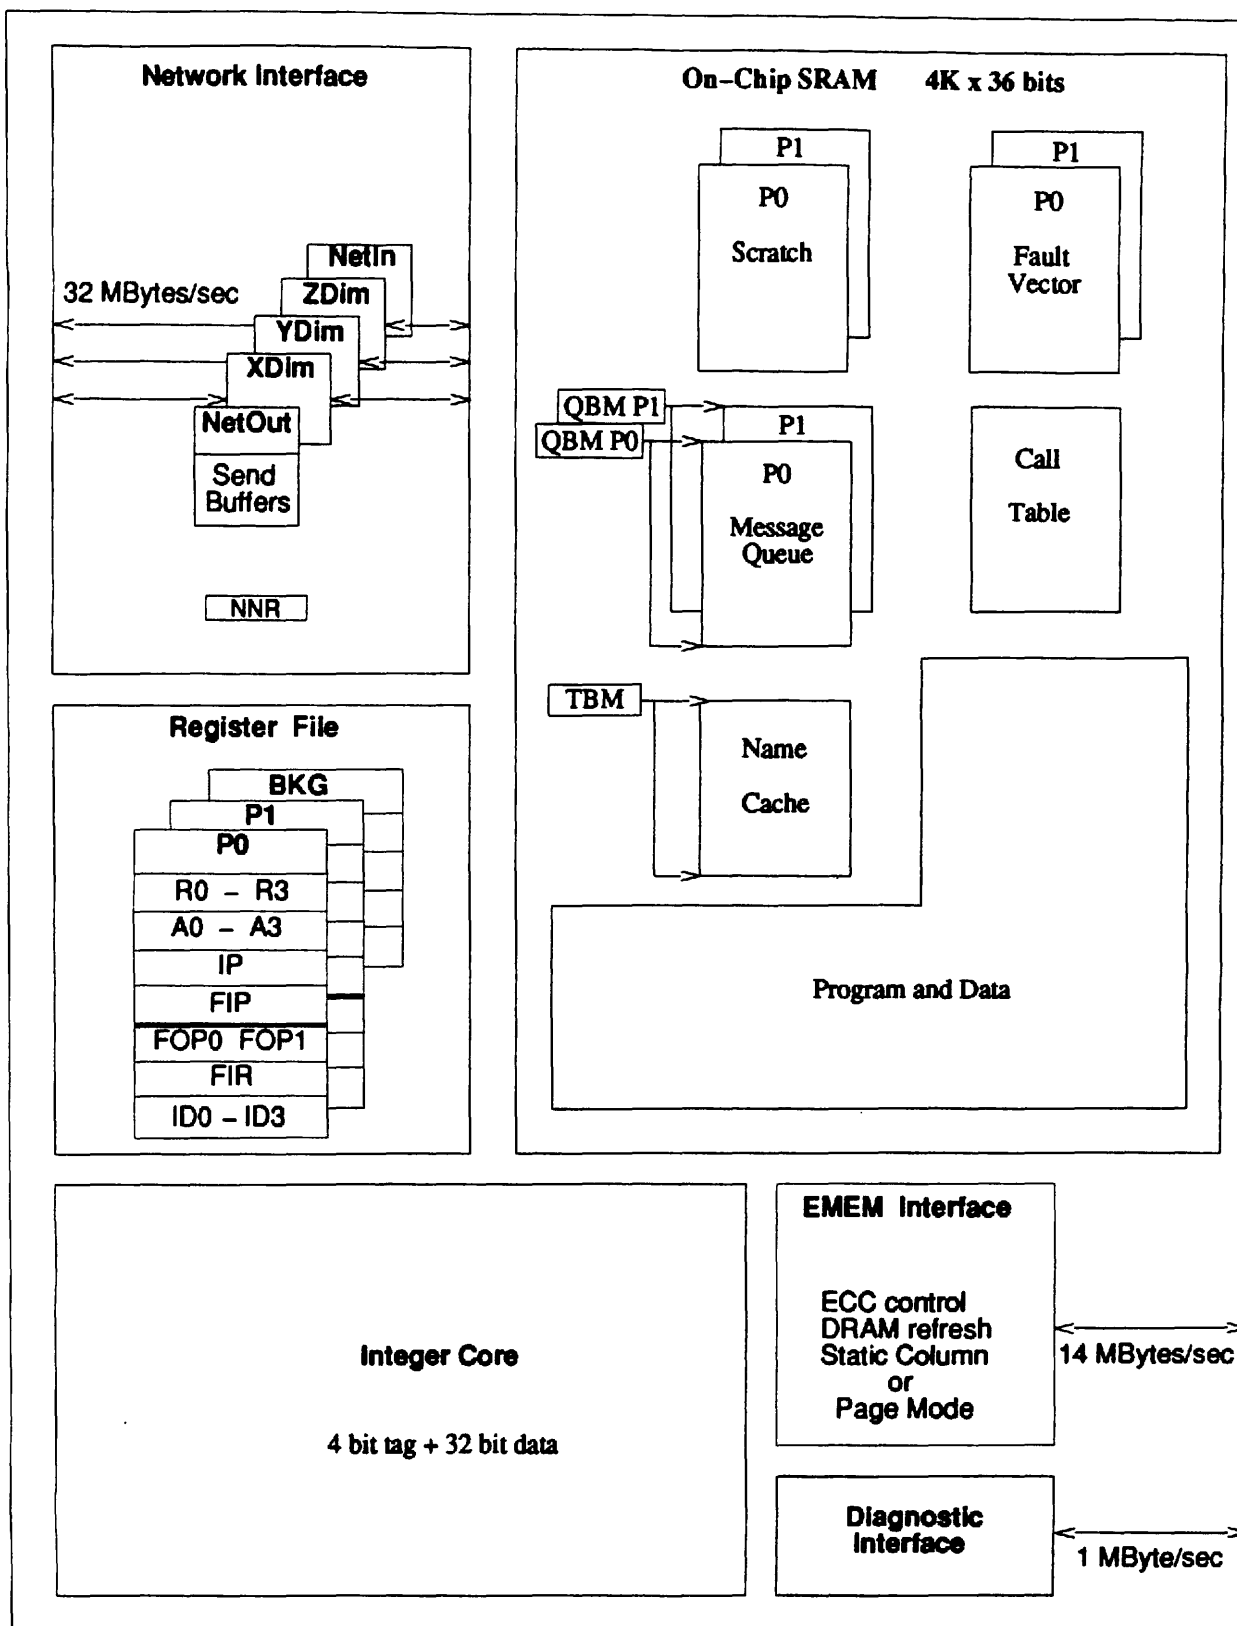 Network Interface
32 MBytes/sec
NetIn
ZDim
YDim
XDim
NetOut
Send
Buffers
NNR
On-Chip SRAM 4K x 36 bits
P1
P0
Scratch
P1
P0
Fault
Vector
QBM P1
QBM P0
P1
P0
Message
Queue
Call
Table
TBM
Name
Cache
Program and Data
Register File
BKG
P1
P0
R0 - R3
A0 - A3
IP
FIP
FOP0 FOP1
FIR
ID0 - ID3
Integer Core
4 bit tag + 32 bit data
EMEM Interface
ECC control
DRAM refresh
Static Column
or
Page Mode
14 MBytes/sec
Diagnostic
Interface
1 MByte/sec